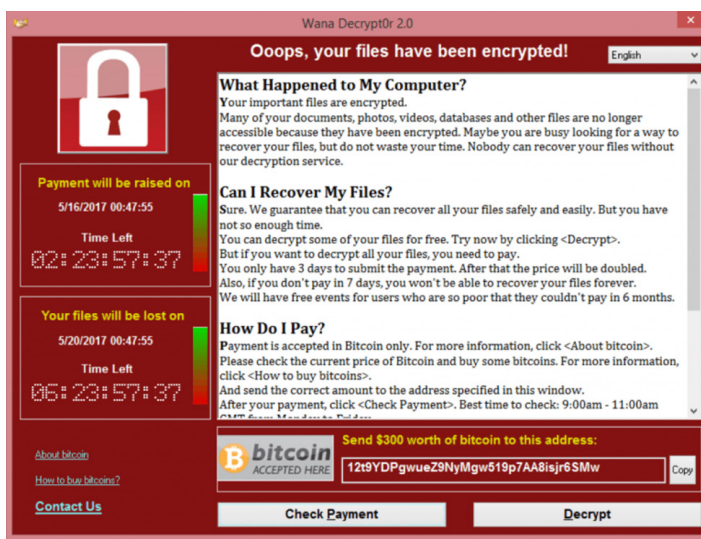 Wana Decrypt0r 2.0
Ooops, your files have been encrypted!
English
What Happened to My Computer?
Your important files are encrypted.
Many of your documents, photos, videos, databases and other files are no longer
accessible because they have been encrypted. Maybe you are busy looking for a way to
recover your files, but do not waste your time. Nobody can recover your files without
our decryption service.
Can I Recover My Files?
Sure. We guarantee that you can recover all your files safely and easily. But you have
not so enough time.
You can decrypt some of your files for free. Try now by clicking <Decrypt>.
But if you want to decrypt all your files, you need to pay.
You only have 3 days to submit the payment. After that the price will be doubled.
Also, if you don't pay in 7 days, you won't be able to recover your files forever.
We will have free events for users who are so poor that they couldn't pay in 6 months.
How Do I Pay?
Payment is accepted in Bitcoin only. For more information, click <About bitcoin>.
Please check the current price of Bitcoin and buy some bitcoins. For more information,
click <How to buy bitcoins>.
And send the correct amount to the address specified in this window.
After your payment, click <Check Payment>. Best time to check: 9:00am - 11:00am
GMT from Monday to Friday
Payment will be raised on
5/16/2017 00:47:55
Time Left
02:23:57:37
Your files will be lost on
5/20/2017 00:47:55
Time Left
06:23:57:37
About bitcoin
How to buy bitcoins?
Contact Us
bitcoin
ACCEPTED HERE
Send $300 worth of bitcoin to this address:
12t9YDPgwueZ9NyMgw519p7AA8isjr6SMw
Copy
Check Payment
Decrypt